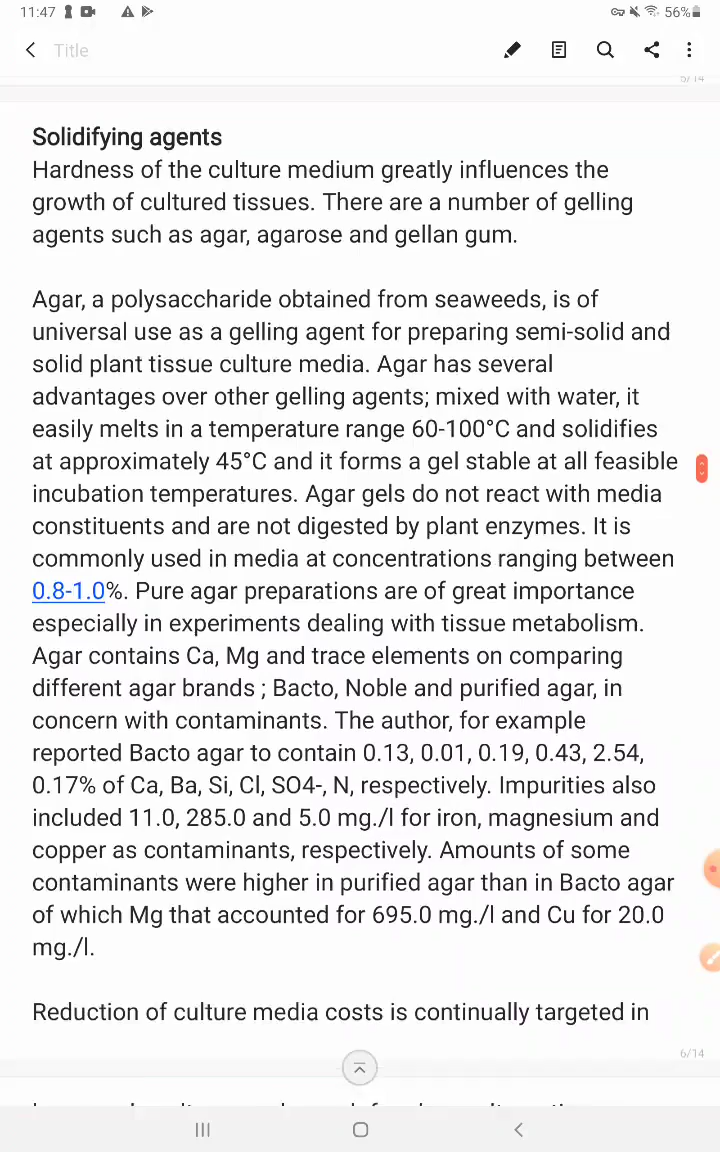 11:47
56%
Title
5/14
Solidifying agents
Hardness of the culture medium greatly influences the
growth of cultured tissues. There are a number of gelling
agents such as agar, agarose and gellan gum.
Agar, a polysaccharide obtained from seaweeds, is of
universal use as a gelling agent for preparing semi-solid and
solid plant tissue culture media. Agar has several
advantages over other gelling agents; mixed with water, it
easily melts in a temperature range 60-100°C and solidifies
at approximately 45°C and it forms a gel stable at all feasible
incubation temperatures. Agar gels do not react with media
constituents and are not digested by plant enzymes. It is
commonly used in media at concentrations ranging between
0.8-1.0%. Pure agar preparations are of great importance
especially in experiments dealing with tissue metabolism.
Agar contains Ca, Mg and trace elements on comparing
different agar brands ; Bacto, Noble and purified agar, in
concern with contaminants. The author, for example
reported Bacto agar to contain 0.13, 0.01, 0.19, 0.43, 2.54,
0.17% of Ca, Ba, Si, Cl, SO4-, N, respectively. Impurities also
included 11.0, 285.0 and 5.0 mg./l for iron, magnesium and
copper as contaminants, respectively. Amounts of some
contaminants were higher in purified agar than in Bacto agar
of which Mg that accounted for 695.0 mg./l and Cu for 20.0
mg./l.
Reduction of culture media costs is continually targeted in
6/14